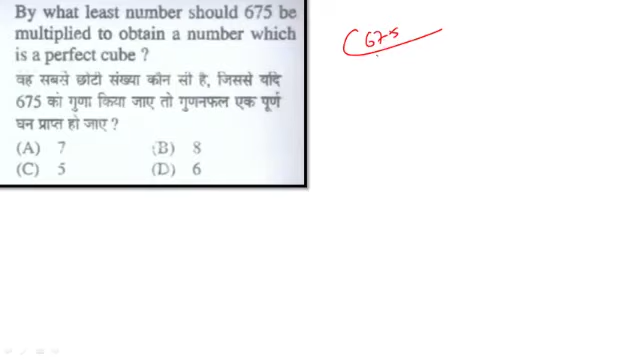 By what least number should 675 be
multiplied to obtain a number which
is a perfect cube ?
वह सबसे छोटी संख्या कौन सी है, जिससे यदि
675 को गुणा किया जाए तो गुणनफल एक पूर्ण
घन प्राप्त हो जाए ?
(A) 7 (B) 8
(C) 5 (D) 6
675